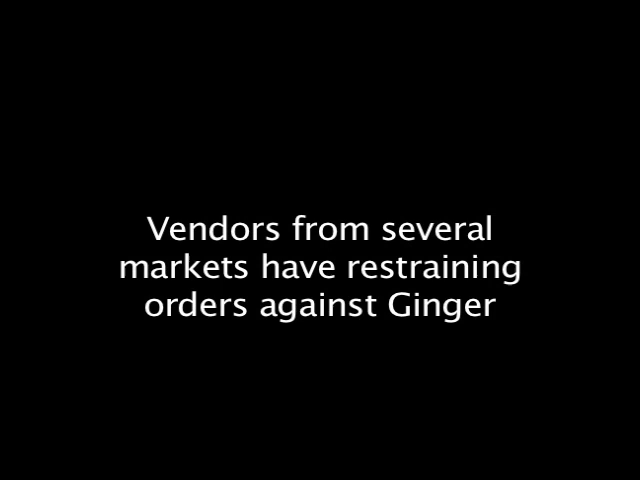 Vendors from several
markets have restraining
orders against Ginger